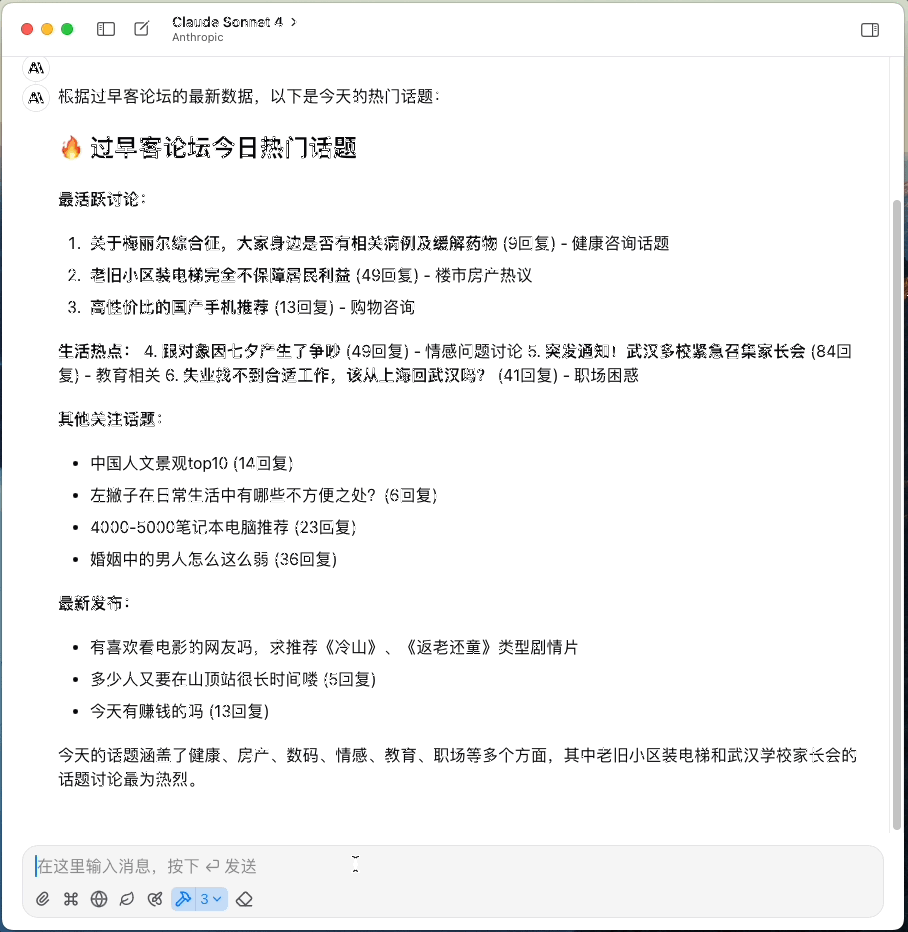 Claude Sonnet 4 >
Anthropic
根据过早客论坛的最新数据，以下是今天的热门话题：
🔥 过早客论坛今日热门话题
最活跃讨论：
1. 关于梅丽尔综合征，大家身边是否有相关病例及缓解药物 (9回复) - 健康咨询话题
2. 老旧小区装电梯完全不保障居民利益 (49回复) - 楼市房产热议
3. 高性价比的国产手机推荐 (13回复) - 购物咨询
生活热点： 4. 跟对象因七夕产生了争吵 (49回复) - 情感问题讨论 5. 突发通知！武汉多校紧急召集家长会 (84回
复) - 教育相关 6. 失业找不到合适工作，该从上海回武汉吗？ (41回复) - 职场困惑
其他关注话题：
• 中国人文景观top10 (14回复)
• 左撇子在日常生活中有哪些不方便之处？(6回复)
• 4000-5000笔记本电脑推荐 (23回复)
• 婚姻中的男人怎么这么弱 (36回复)
最新发布：
• 有喜欢看电影的网友吗，求推荐《冷山》、《返老还童》类型剧情片
• 多少人又要在山顶站很长时间喽 (5回复)
• 今天有赚钱的吗 (13回复)
今天的话题涵盖了健康、房产、数码、情感、教育、职场等多个方面，其中老旧小区装电梯和武汉学校家长会的
话题讨论最为热烈。
在这里输入消息，按下 ⏎ 发送
3